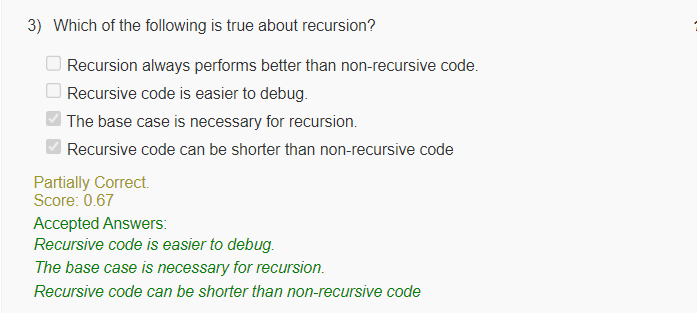 3) Which of the following is true about recursion?
Recursion always performs better than non-recursive code.
Recursive code is easier to debug.
The base case is necessary for recursion.
Recursive code can be shorter than non-recursive code
Partially Correct.
Score: 0.67
Accepted Answers:
Recursive code is easier to debug.
The base case is necessary for recursion.
Recursive code can be shorter than non-recursive code